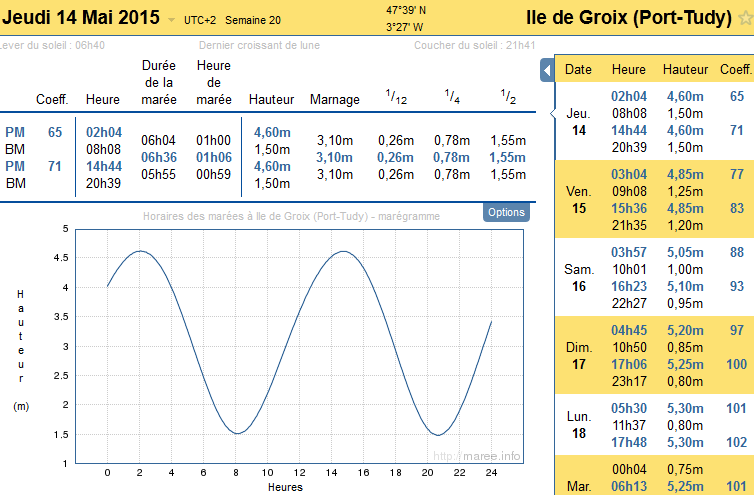 Jeudi 14 Mai 2015 UTC+2 Semaine 20 47°39' N
3°27' W
Ile de Groix (Port-Tudy)
Lever du soleil : 06h40 Dernier croissant de lune Coucher du soleil : 21h41
Coeff. Heure Durée de la marée Heure de marée Hauteur Marnage 1/12 1/4 1/2
PM 65 02h04 4,60m
06h04 01h00 3,10m 0,26m 0,78m 1,55m
BM 08h08 1,50m
06h36 01h06 3,10m 0,26m 0,78m 1,55m
PM 71 14h44 4,60m
05h55 00h59 3,10m 0,26m 0,78m 1,55m
BM 20h39 1,50m
Horaires des marées à Ile de Groix (Port-Tudy) - marégramme
Options
Hauteur
(m)
5
4.5
4
3.5
3
2.5
2
1.5
1
0 2 4 6 8 10 12 14 16 18 20 22 24
Heures
http://maree.info
Date Heure Hauteur Coeff.
Jeu.
14
02h04 4,60m 65
08h08 1,50m
14h44 4,60m 71
20h39 1,50m
Ven.
15
03h04 4,85m 77
09h08 1,25m
15h36 4,85m 83
21h35 1,20m
Sam.
16
03h57 5,05m 88
10h01 1,00m
16h23 5,10m 93
22h27 0,95m
Dim.
17
04h45 5,20m 97
10h50 0,85m
17h06 5,25m 100
23h17 0,80m
Lun.
18
05h30 5,30m 101
11h37 0,80m
17h48 5,30m 102
Mar.
00h04 0,75m
06h13 5,25m 101